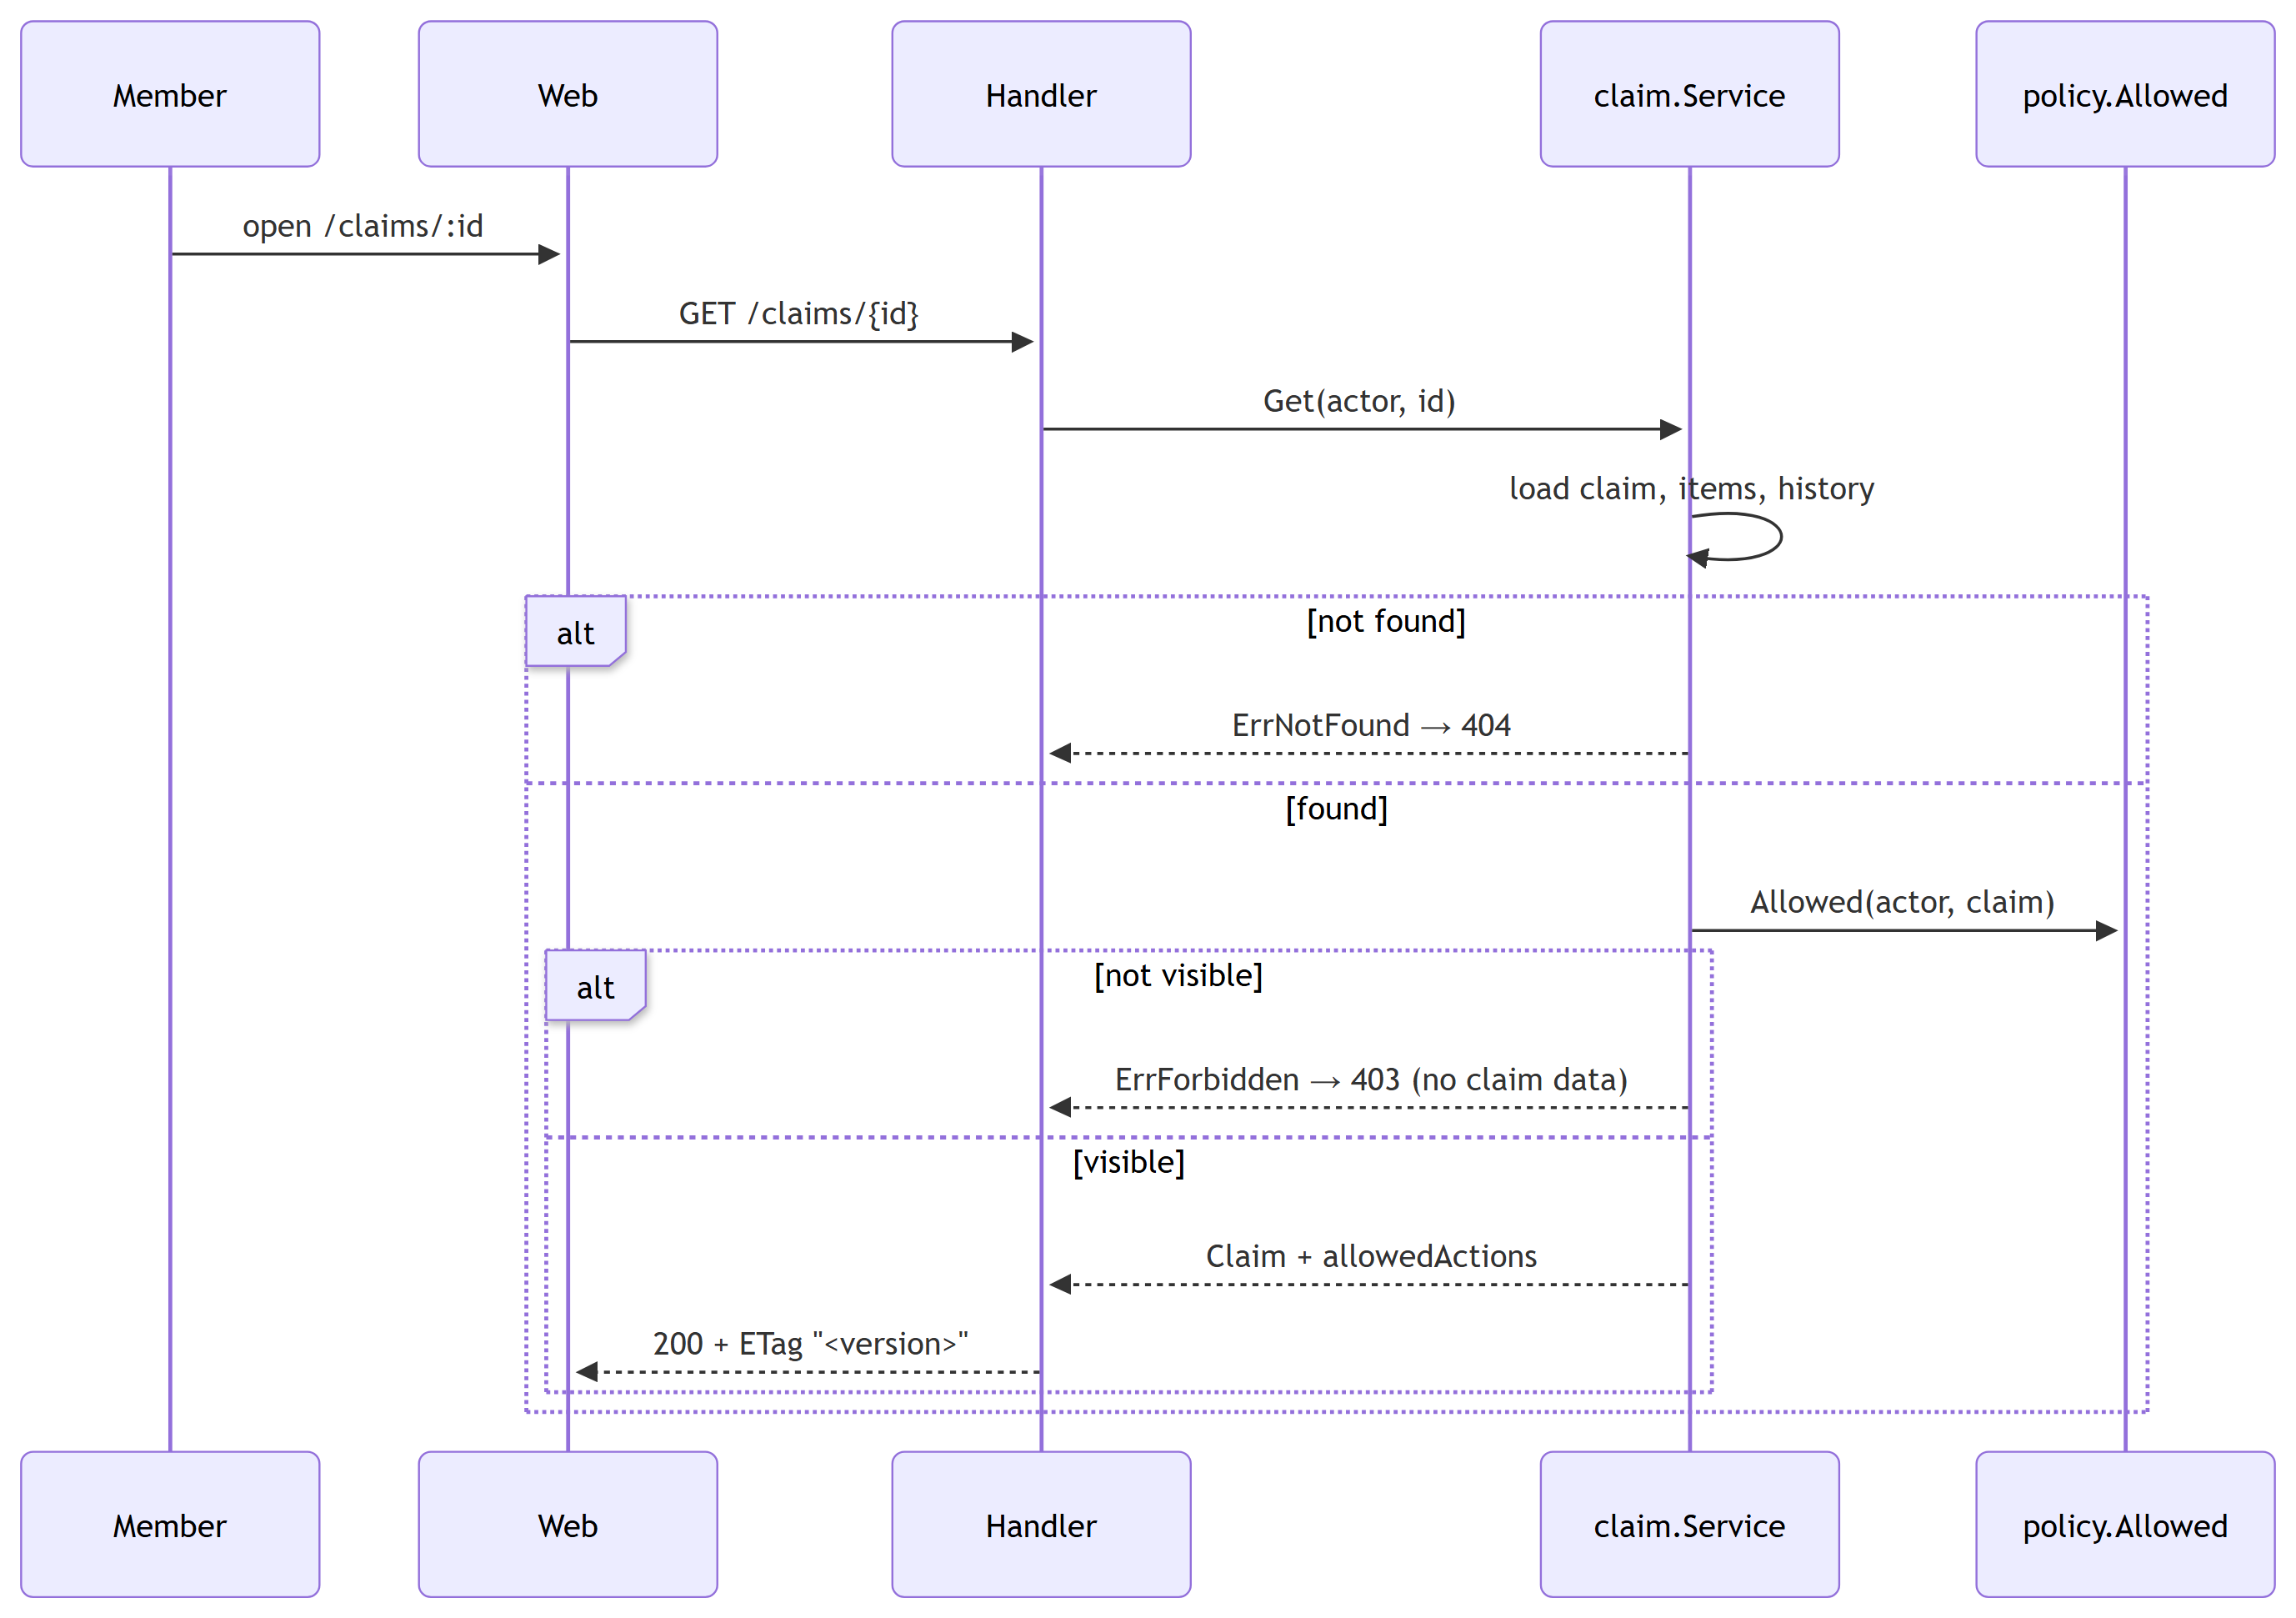 Member
Web
Handler
claim.Service
policy.Allowed
open /claims/:id
GET /claims/{id}
Get(actor, id)
load claim, items, history
alt
[not found]
ErrNotFound → 404
[found]
Allowed(actor, claim)
alt
[not visible]
ErrForbidden → 403 (no claim data)
[visible]
Claim + allowedActions
200 + ETag "<version>"
Member
Web
Handler
claim.Service
policy.Allowed